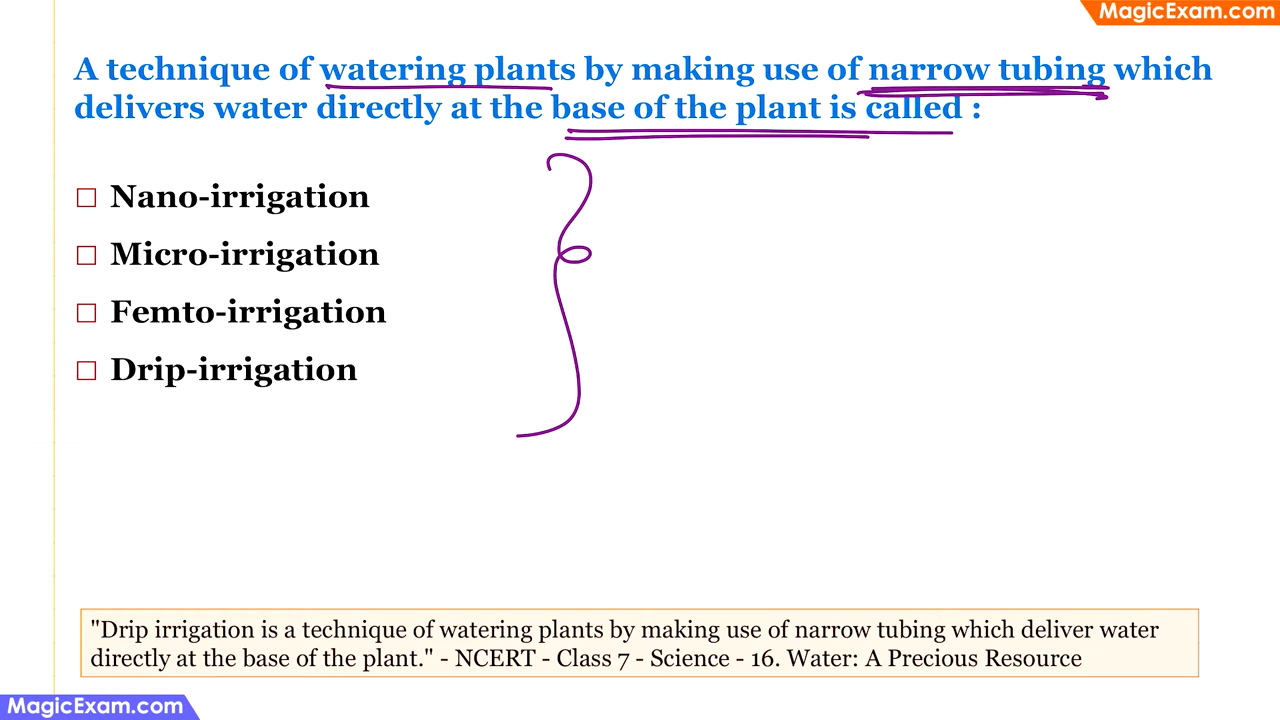 MagicExam.com
A technique of watering plants by making use of narrow tubing which
delivers water directly at the base of the plant is called :
Nano-irrigation
Micro-irrigation
Femto-irrigation
Drip-irrigation
"Drip irrigation is a technique of watering plants by making use of narrow tubing which deliver water
directly at the base of the plant." - NCERT - Class 7 - Science - 16. Water: A Precious Resource
MagicExam.com